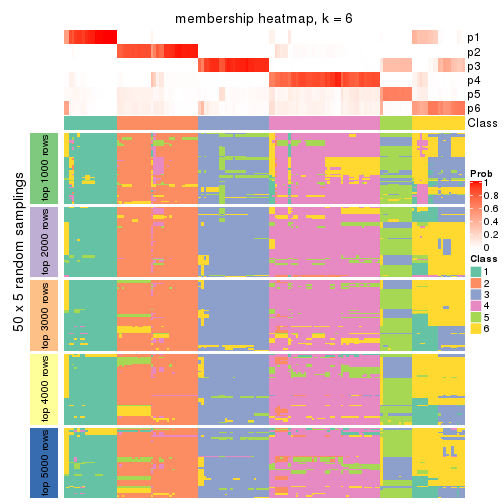 membership heatmap, k = 6
p1
p2
p3
p4
p5
p6
Class
50 x 5 random samplings
top 1000 rows
top 2000 rows
top 3000 rows
top 4000 rows
top 5000 rows
Prob
1
0.8
0.6
0.4
0.2
0
Class
1
2
3
4
5
6